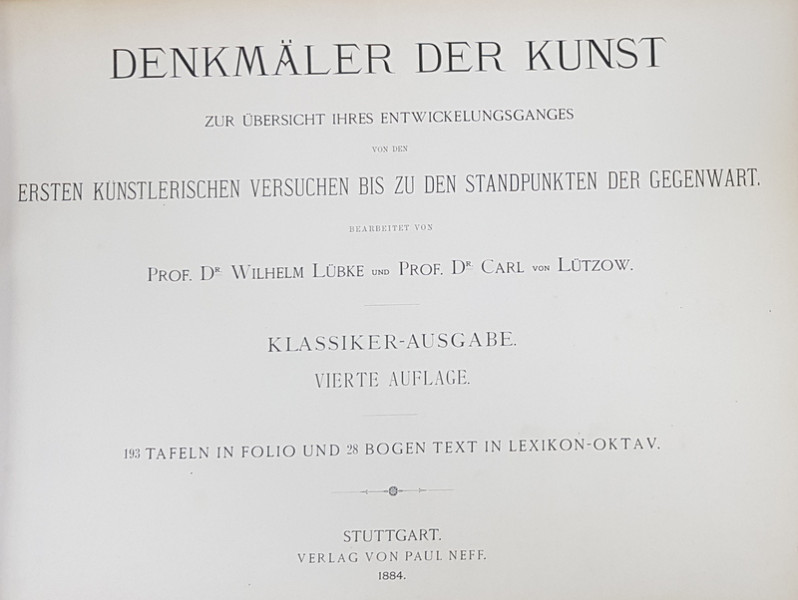 DENKMÄLER DER KUNST
ZUR ÜBERSICHT IHRES ENTWICKELUNGSGANGES
VON DEN
ERSTEN KÜNSTLERISCHEN VERSUCHEN BIS ZU DEN STANDPUNKTEN DER GEGENWART.
BEARBEITET VON
PROF. DR. WILHELM LÜBKE UND PROF. DR. CARL VON LÜTZOW.
KLASSIKER-AUSGABE.
VIERTE AUFLAGE.
193 TAFELN IN FOLIO UND 28 BOGEN TEXT IN LEXIKON-OKTAV.
STUTTGART.
VERLAG VON PAUL NEFF.
1884.